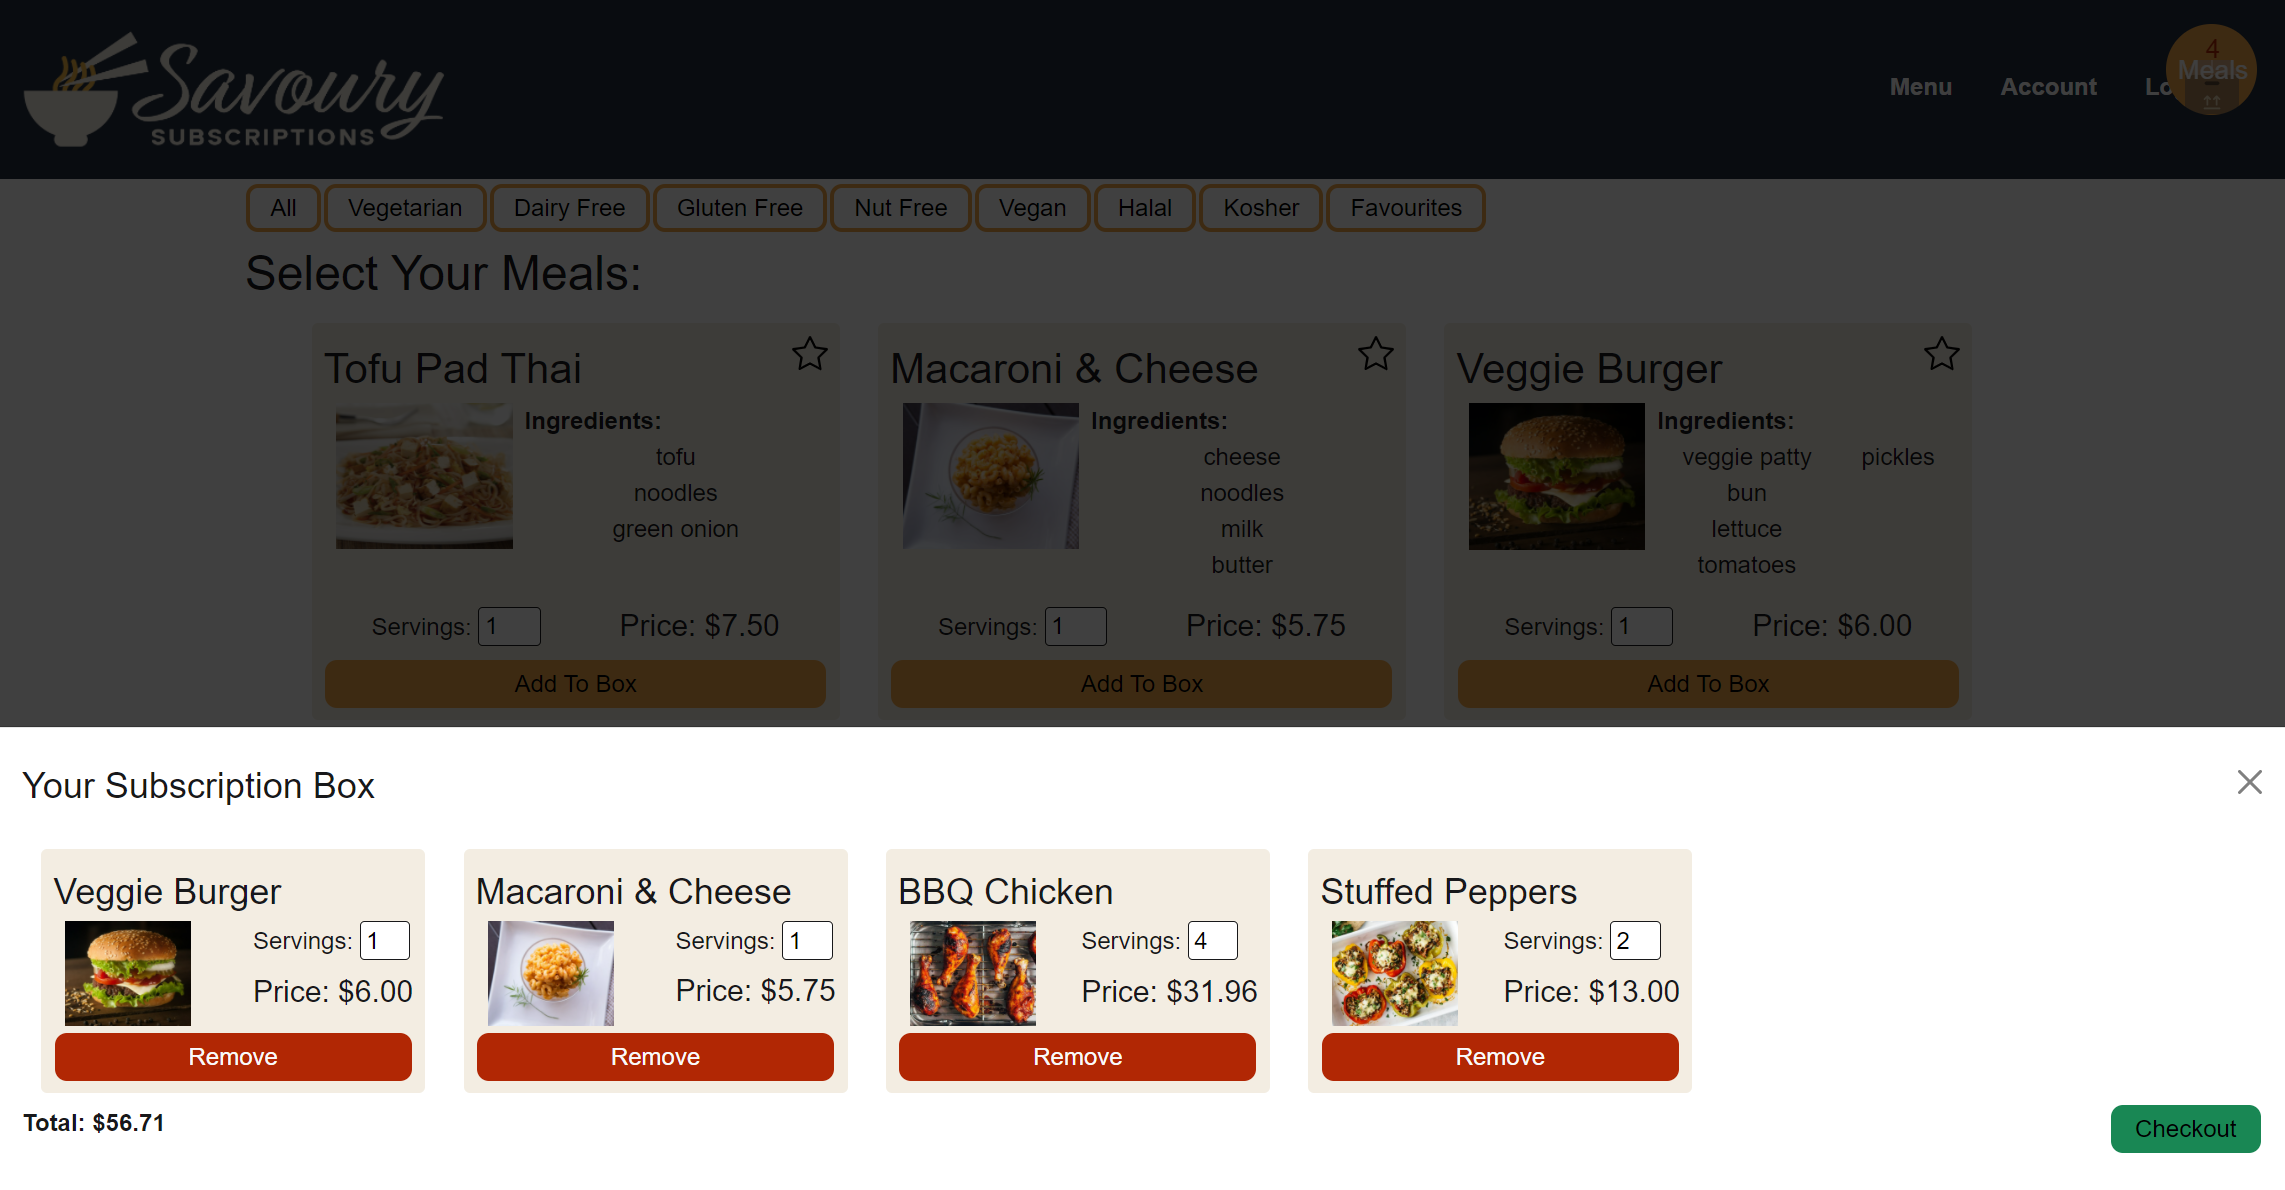 Savoury
SUBSCRIPTIONS
Menu Account Lo
4
Meals
All Vegetarian Dairy Free Gluten Free Nut Free Vegan Halal Kosher Favourites
Select Your Meals:
Tofu Pad Thai
Ingredients:
tofu
noodles
green onion
Servings: 1 Price: $7.50
Add To Box
Macaroni & Cheese
Ingredients:
cheese
noodles
milk
butter
Servings: 1 Price: $5.75
Add To Box
Veggie Burger
Ingredients:
veggie patty pickles
bun
lettuce
tomatoes
Servings: 1 Price: $6.00
Add To Box
Your Subscription Box
Veggie Burger
Servings: 1
Price: $6.00
Remove
Macaroni & Cheese
Servings: 1
Price: $5.75
Remove
BBQ Chicken
Servings: 4
Price: $31.96
Remove
Stuffed Peppers
Servings: 2
Price: $13.00
Remove
Total: $56.71
Checkout